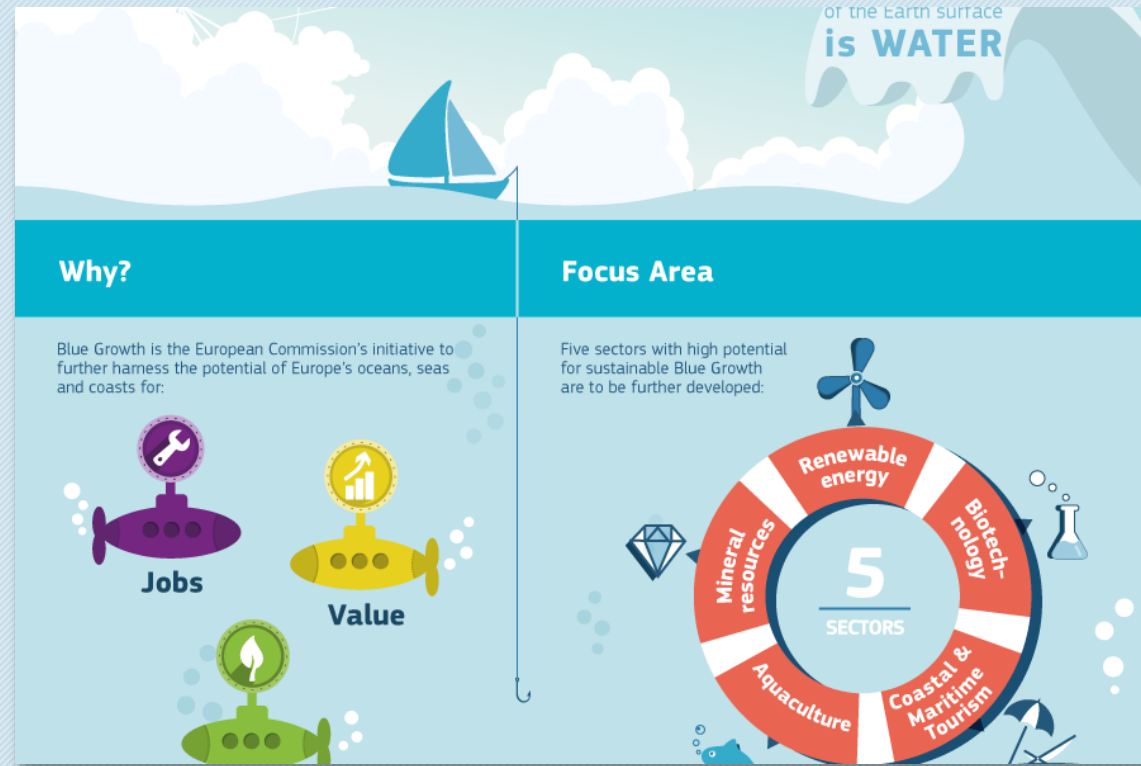 of the Earth surface
is WATER
Why?
Focus Area
Blue Growth is the European Commission's initiative to
further harness the potential of Europe's oceans, seas
and coasts for:
Jobs
Value
Five sectors with high potential
for sustainable Blue Growth
are to be further developed:
Renewable
energy
Biotech-
nology
Coastal &
Maritime
Tourism
Aquaculture
Mineral
resources
5
SECTORS